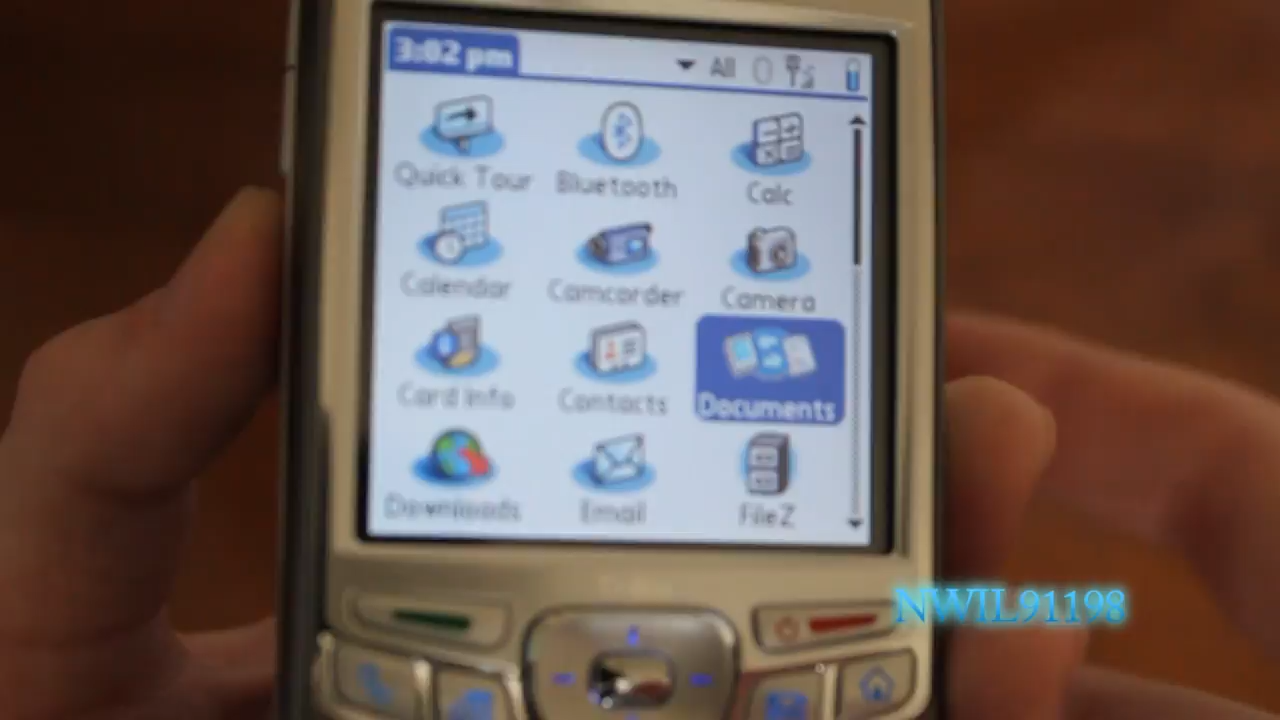 3:02 pm
All
Quick Tour Bluetooth Calc
Calendar Camcorder Camera
Card Info Contacts Documents
Downloads Email FileZ
NWIL91198